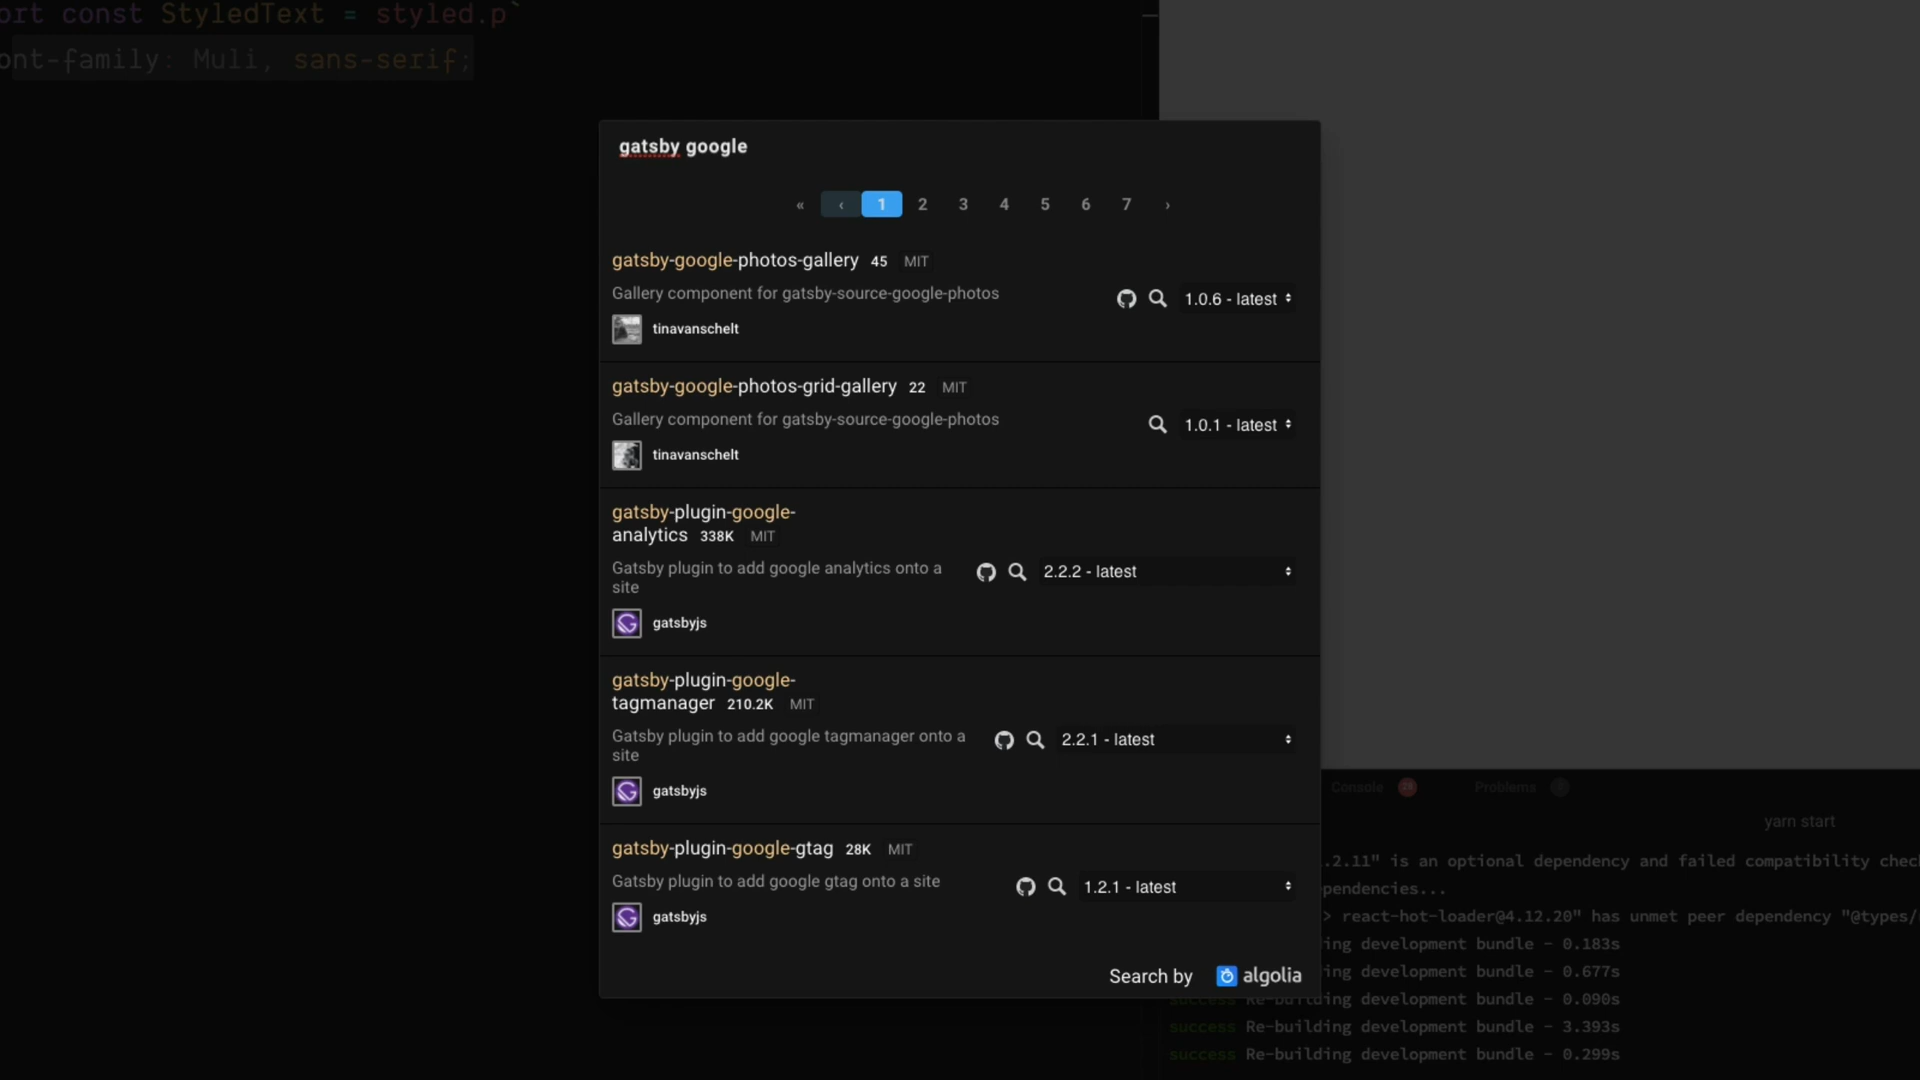 ort const StyledText = styled.p`
ont-family: Muli, sans-serif;
gatsby google
« ‹ 1 2 3 4 5 6 7 ›
gatsby-google-photos-gallery 45 MIT
Gallery component for gatsby-source-google-photos
1.0.6 - latest
tinavanschelt
gatsby-google-photos-grid-gallery 22 MIT
Gallery component for gatsby-source-google-photos
1.0.1 - latest
tinavanschelt
gatsby-plugin-google-
analytics 338K MIT
Gatsby plugin to add google analytics onto a
site
2.2.2 - latest
gatsbyjs
gatsby-plugin-google-
tagmanager 210.2K MIT
Gatsby plugin to add google tagmanager onto a
site
2.2.1 - latest
gatsbyjs
gatsby-plugin-google-gtag 28K MIT
Gatsby plugin to add google gtag onto a site
1.2.1 - latest
gatsbyjs
Search by algolia
Console 28 Problems
yarn start
.2.11" is an optional dependency and failed compatibility chec
pendencies...
> react-hot-loader@4.12.20" has unmet peer dependency "@types/
ing development bundle - 0.183s
ing development bundle - 0.677s
success Re-building development bundle - 0.090s
success Re-building development bundle - 3.393s
success Re-building development bundle - 0.299s